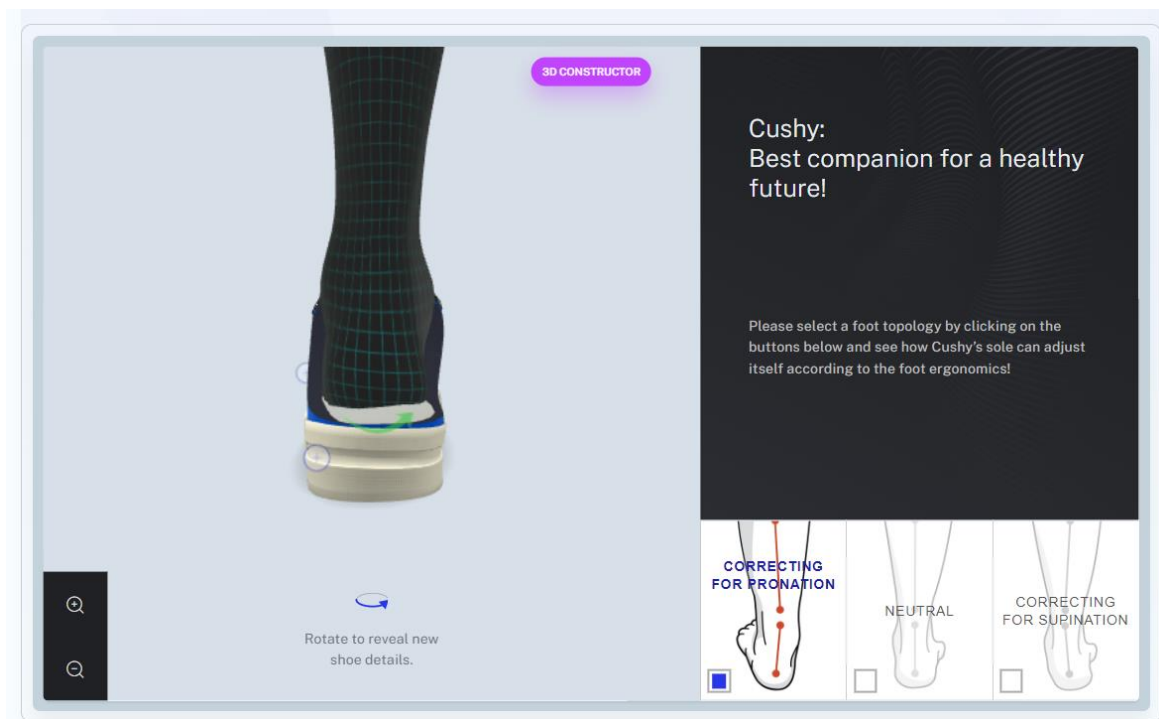 3D CONSTRUCTOR
Cushy:
Best companion for a healthy
future!
Please select a foot topology by clicking on the
buttons below and see how Cushy's sole can adjust
itself according to the foot ergonomics!
Rotate to reveal new
shoe details.
CORRECTING
FOR PRONATION
NEUTRAL
CORRECTING
FOR SUPINATION